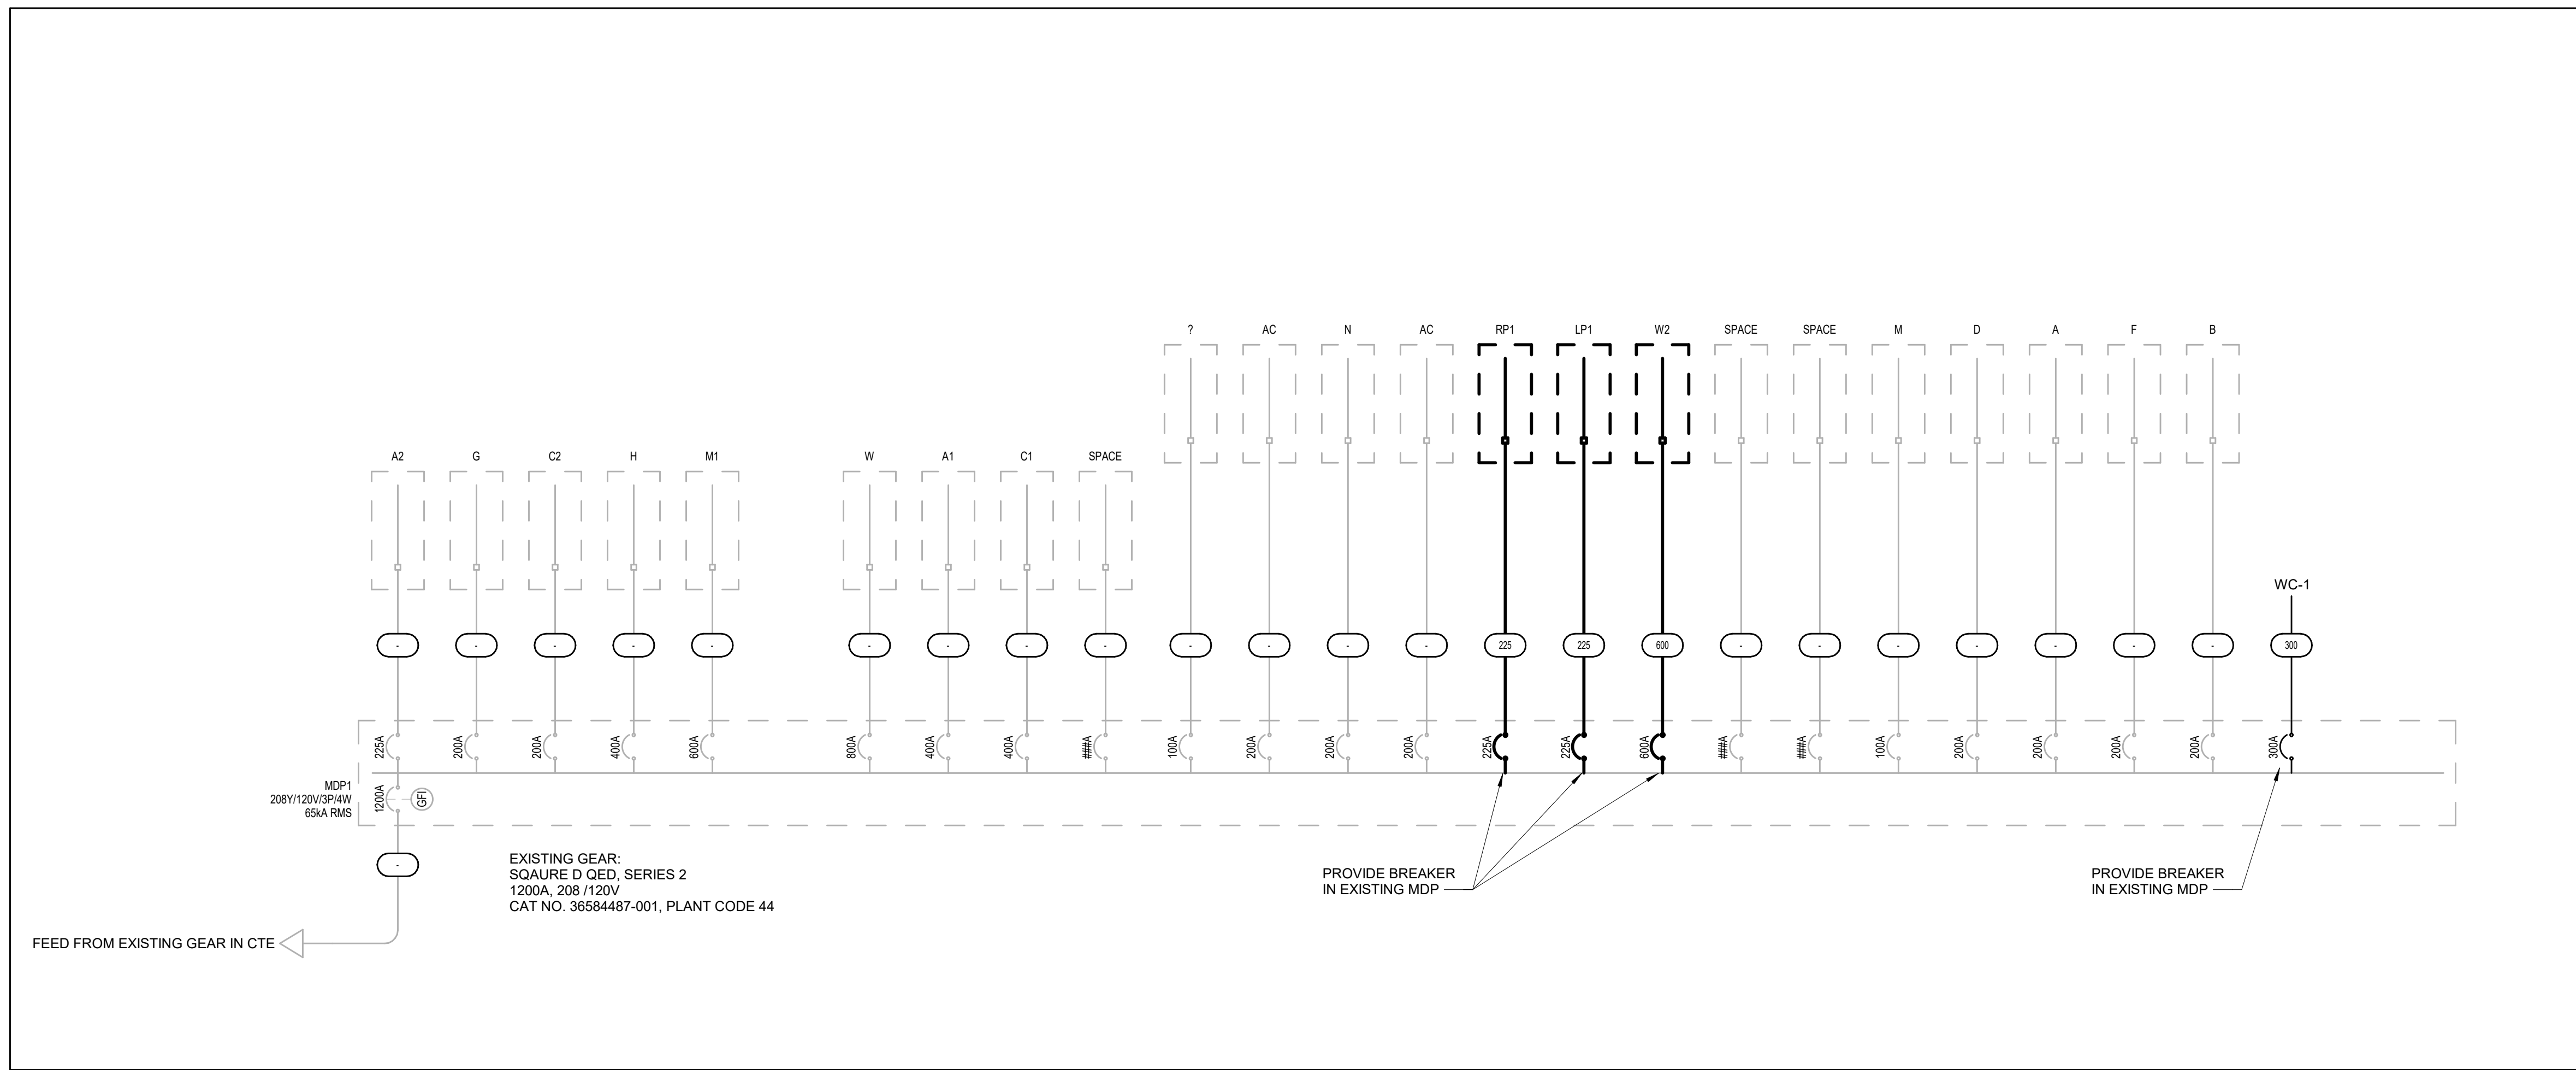 ?
AC
N
AC
RP1
LP1
W2
SPACE
SPACE
M
D
A
F
B
A2
G
C2
H
M1
W
A1
C1
SPACE
WC-1
-
-
-
-
-
-
-
-
-
-
-
-
-
225
225
600
-
-
-
-
-
-
-
300
225A
200A
200A
400A
600A
800A
400A
400A
###A
100A
200A
200A
200A
225A
225A
600A
###A
###A
100A
200A
200A
200A
200A
300A
MDP1
208Y/120V/3P/4W
65kA RMS
1200A
GFI
-
EXISTING GEAR:
SQAURE D QED, SERIES 2
1200A, 208 /120V
CAT NO. 36584487-001, PLANT CODE 44
PROVIDE BREAKER
IN EXISTING MDP
PROVIDE BREAKER
IN EXISTING MDP
FEED FROM EXISTING GEAR IN CTE